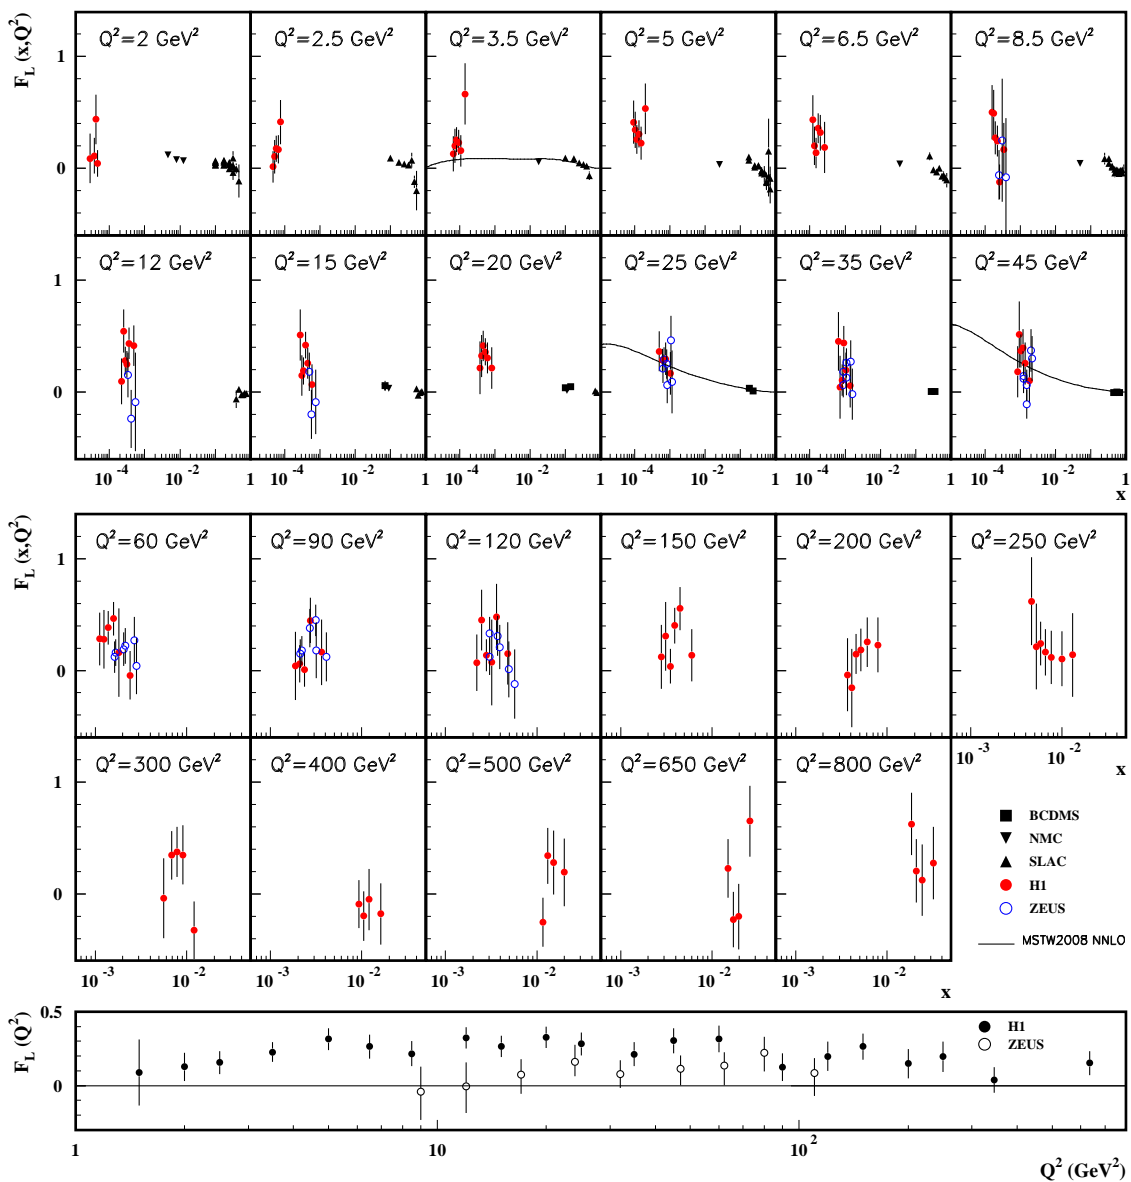 F_L (x,Q²)
Q²=2 GeV²
Q²=2.5 GeV²
Q²=3.5 GeV²
Q²=5 GeV²
Q²=6.5 GeV²
Q²=8.5 GeV²
1
0
Q²=12 GeV²
Q²=15 GeV²
Q²=20 GeV²
Q²=25 GeV²
Q²=35 GeV²
Q²=45 GeV²
1
0
10⁻⁴ 10⁻² 10⁻⁴ 10⁻² 1 10⁻⁴ 10⁻² 1 10⁻⁴ 10⁻² 1 10⁻⁴ 10⁻² 1 10⁻⁴ 10⁻² 1
x
F_L (x,Q²)
Q²=60 GeV²
Q²=90 GeV²
Q²=120 GeV²
Q²=150 GeV²
Q²=200 GeV²
Q²=250 GeV²
1
0
10⁻³ 10⁻²
x
Q²=300 GeV²
Q²=400 GeV²
Q²=500 GeV²
Q²=650 GeV²
Q²=800 GeV²
1
0
10⁻³ 10⁻² 10⁻³ 10⁻² 10⁻³ 10⁻² 10⁻³ 10⁻² 10⁻³ 10⁻²
x
BCDMS
NMC
SLAC
H1
ZEUS
MSTW2008 NNLO
F_L (Q²)
0.5
0
H1
ZEUS
1 10 10²
Q² (GeV²)